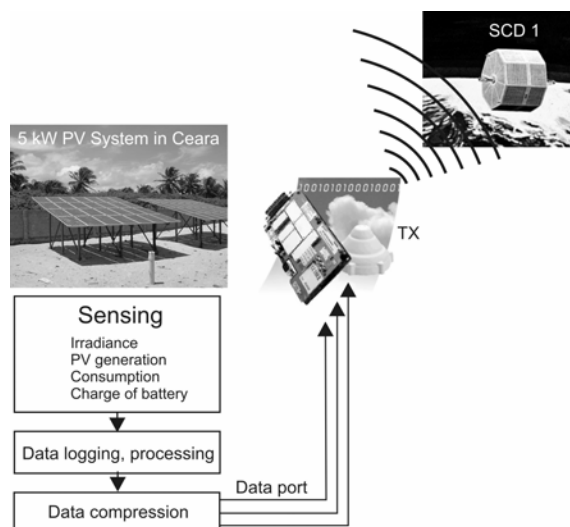 SCD 1
5 kW PV System in Ceara
10010101000100010
TX
Sensing
Irradiance
PV generation
Consumption
Charge of battery
Data logging, processing
Data compression
Data port